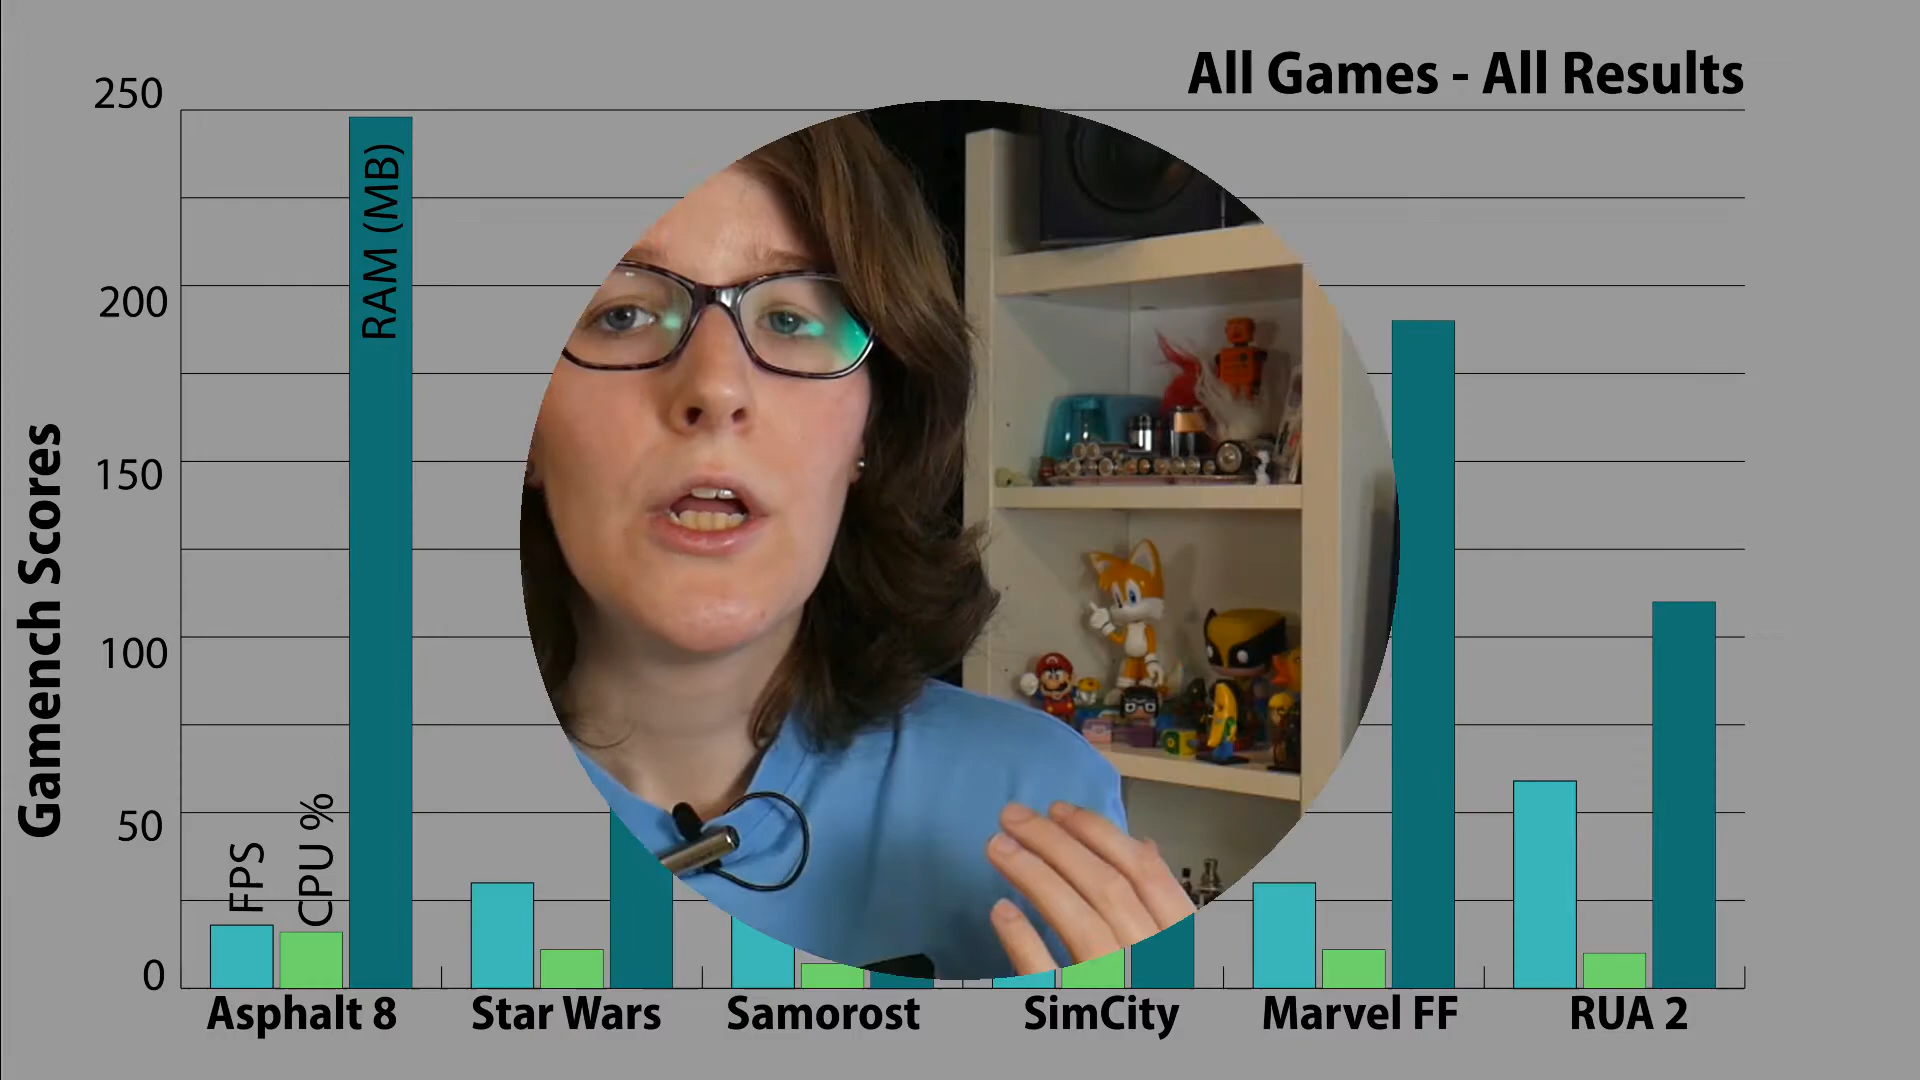 All Games - All Results
Gamench Scores
250
200
150
100
50
0
FPS
CPU %
RAM (MB)
Asphalt 8
Star Wars
Samorost
SimCity
Marvel FF
RUA 2